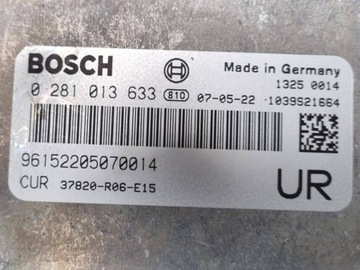 BOSCH Made in Germany
1325 0014
0 281 013 633 810 07-05-22 1039S21664
96152205070014
CUR 37820-R06-E15 UR